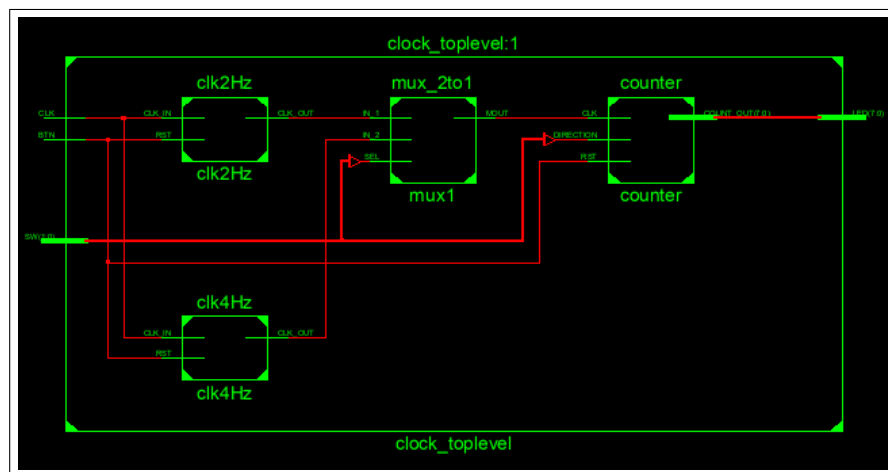 clock_toplevel:1
clk2Hz mux_2to1 counter
CLK CLK_IN CLK_OUT IN_1 MOUT CLK COUNT_OUT(7:0) LED(7:0)
BTN RST IN_2 DIRECTION
SEL RST
clk2Hz mux1 counter
SW(1:0)
clk4Hz
CLK_IN CLK_OUT
RST
clk4Hz
clock_toplevel